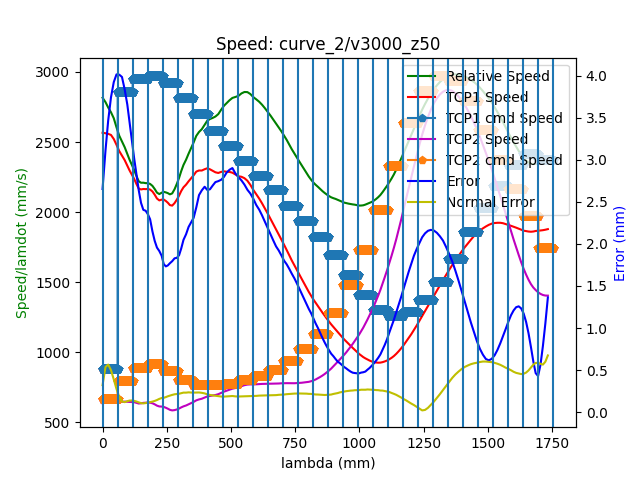 Speed: curve_2/v3000_z50
3000
2500
2000
1500
1000
500
Speed/lamdot (mm/s)
4.0
3.5
3.0
2.5
2.0
1.5
1.0
0.5
0.0
Error (mm)
Relative Speed
TCP1 Speed
TCP1 cmd Speed
TCP2 Speed
TCP2 cmd Speed
Error
Normal Error
0 250 500 750 1000 1250 1500 1750
lambda (mm)